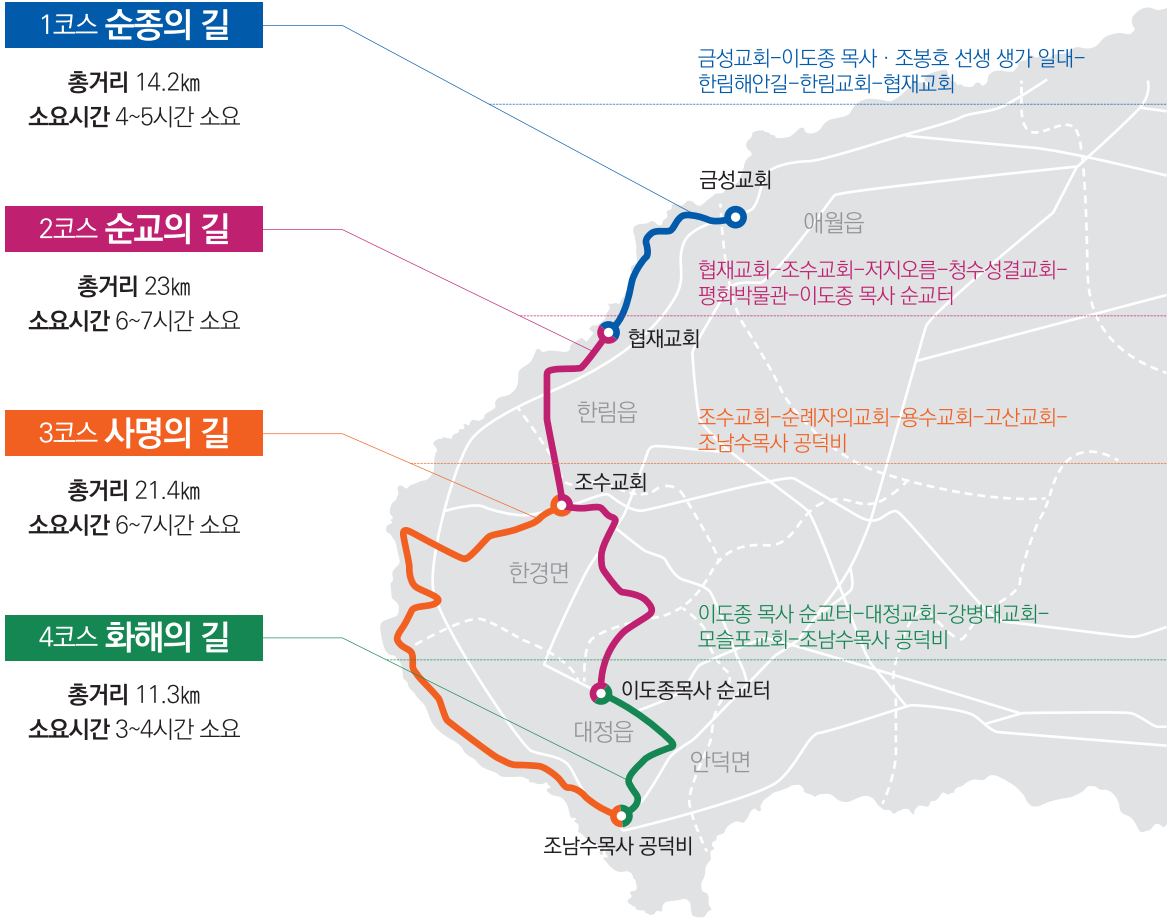 1코스 순종의 길
총거리 14.2㎞
소요시간 4~5시간 소요
금성교회-이도종 목사 · 조봉호 선생 생가 일대-
한림해안길-한림교회-협재교회
금성교회
애월읍
2코스 순교의 길
총거리 23㎞
소요시간 6~7시간 소요
협재교회-조수교회-저지오름-청수성결교회-
평화박물관-이도종 목사 순교터
협재교회
한림읍
3코스 사명의 길
총거리 21.4㎞
소요시간 6~7시간 소요
조수교회-순례자의교회-용수교회-고산교회-
조남수목사 공덕비
조수교회
한경면
4코스 화해의 길
총거리 11.3㎞
소요시간 3~4시간 소요
이도종 목사 순교터-대정교회-강병대교회-
모슬포교회-조남수목사 공덕비
이도종목사 순교터
대정읍
안덕면
조남수목사 공덕비